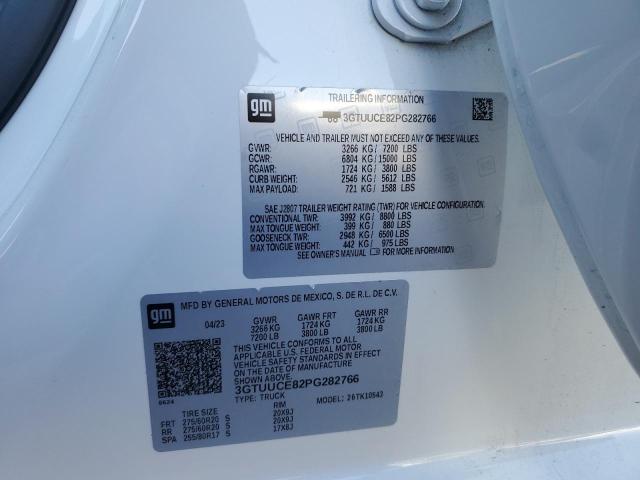 gm
TRAILERING INFORMATION
3GTUUCE82PG282766
VEHICLE AND TRAILER MUST NOT EXCEED ANY OF THESE VALUES.
GVWR: 3266 KG / 7200 LBS
GCWR: 6804 KG / 15000 LBS
RGAWR: 1724 KG / 3800 LBS
CURB WEIGHT: 2546 KG / 5612 LBS
MAX PAYLOAD: 721 KG / 1588 LBS
SAE J2807 TRAILER WEIGHT RATING (TWR) FOR VEHICLE CONFIGURATION.
CONVENTIONAL TWR: 3992 KG / 8800 LBS
MAX TONGUE WEIGHT: 399 KG / 880 LBS
GOOSENECK TWR: 2948 KG / 6500 LBS
MAX TONGUE WEIGHT: 442 KG / 975 LBS
SEE OWNER'S MANUAL FOR MORE INFORMATION
gm
MFD BY GENERAL MOTORS DE MEXICO, S. DE R.L. DE C.V.
04/23 GVWR GAWR FRT GAWR RR
3266 KG 1724 KG 1724 KG
7200 LB 3800 LB 3800 LB
THIS VEHICLE CONFORMS TO ALL
APPLICABLE U.S. FEDERAL MOTOR
VEHICLE SAFETY STANDARDS IN EFFECT
ON THE DATE OF MANUFACTURE
SHOWN ABOVE.
3GTUUCE82PG282766
TYPE: TRUCK MODEL: 26TK10543
6624
TIRE SIZE RIM
FRT 275/60R20 S 20X9J
RR 275/60R20 S 20X9J
SPA 255/80R17 S 17X8J